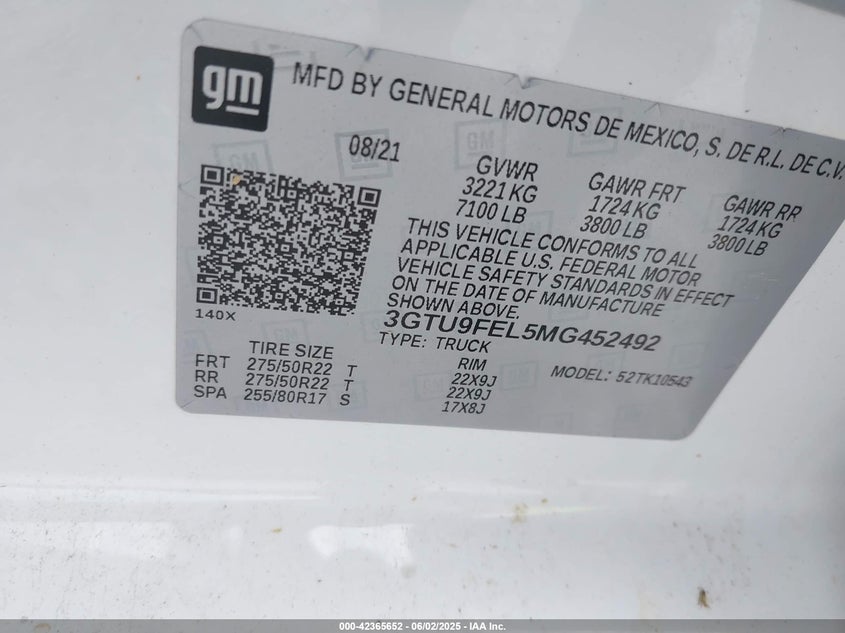 gm
MFD BY GENERAL MOTORS DE MEXICO, S. DE R.L. DE C.V.
08/21
GVWR GAWR FRT GAWR RR
3221 KG 1724 KG 1724 KG
7100 LB 3800 LB 3800 LB
THIS VEHICLE CONFORMS TO ALL
APPLICABLE U.S. FEDERAL MOTOR
VEHICLE SAFETY STANDARDS IN EFFECT
ON THE DATE OF MANUFACTURE
SHOWN ABOVE.
140X
3GTU9FEL5MG452492
TYPE: TRUCK
TIRE SIZE RIM MODEL: 52TK10543
FRT 275/50R22 T 22X9J
RR 275/50R22 T 22X9J
SPA 255/80R17 S 17X8J
000-42365652 - 06/02/2025 - IAA Inc.